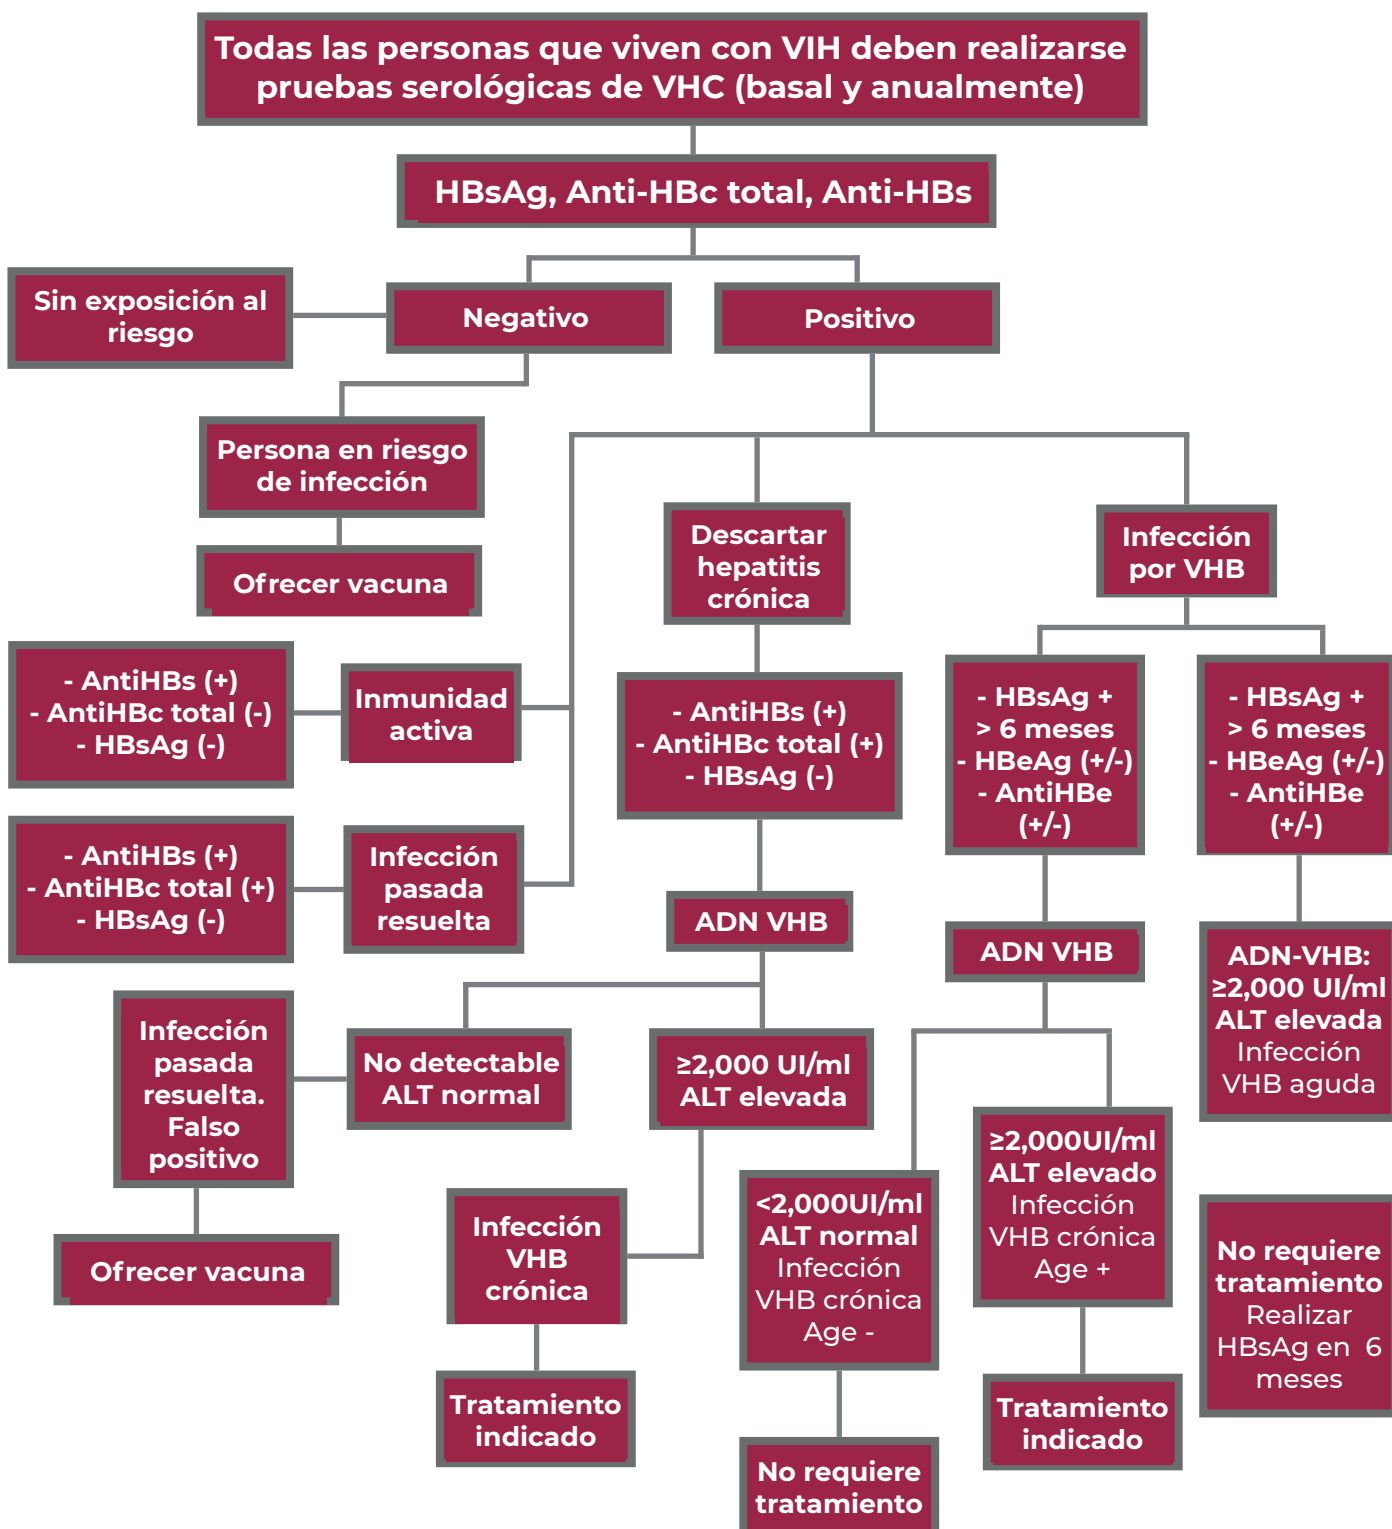 Todas las personas que viven con VIH deben realizarse
pruebas serológicas de VHC (basal y anualmente)
HBsAg, Anti-HBc total, Anti-HBs
Sin exposición al
riesgo
Negativo
Positivo
Persona en riesgo
de infección
Ofrecer vacuna
Descartar
hepatitis
crónica
Infección
por VHB
- AntiHBs (+)
- AntiHBc total (-)
- HBsAg (-)
Inmunidad
activa
- AntiHBs (+)
- AntiHBc total (+)
- HBsAg (-)
- HBsAg +
> 6 meses
- HBeAg (+/-)
- AntiHBe
(+/-)
- HBsAg +
> 6 meses
- HBeAg (+/-)
- AntiHBe
(+/-)
- AntiHBs (+)
- AntiHBc total (+)
- HBsAg (-)
Infección
pasada
resuelta
ADN VHB
ADN VHB
ADN-VHB:
≥2,000 UI/ml
ALT elevada
Infección
VHB aguda
Infección
pasada
resuelta.
Falso
positivo
No detectable
ALT normal
≥2,000 UI/ml
ALT elevada
≥2,000UI/ml
ALT elevado
Infección
VHB crónica
Age +
<2,000UI/ml
ALT normal
Infección
VHB crónica
Age -
Infección
VHB
crónica
Ofrecer vacuna
No requiere
tratamiento
Realizar
HBsAg en 6
meses
Tratamiento
indicado
Tratamiento
indicado
No requiere
tratamiento